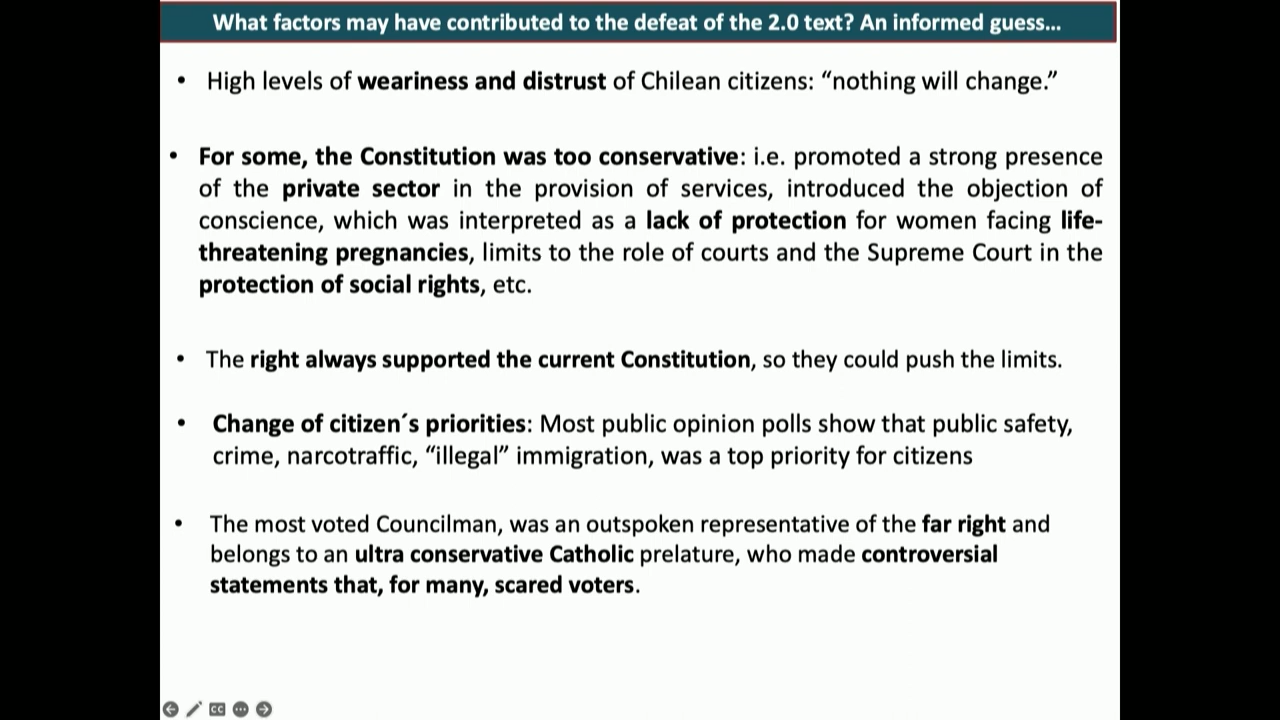 What factors may have contributed to the defeat of the 2.0 text? An informed guess...
• High levels of weariness and distrust of Chilean citizens: “nothing will change.”
• For some, the Constitution was too conservative: i.e. promoted a strong presence
of the private sector in the provision of services, introduced the objection of
conscience, which was interpreted as a lack of protection for women facing life-
threatening pregnancies, limits to the role of courts and the Supreme Court in the
protection of social rights, etc.
• The right always supported the current Constitution, so they could push the limits.
• Change of citizen´s priorities: Most public opinion polls show that public safety,
crime, narcotraffic, “illegal” immigration, was a top priority for citizens
• The most voted Councilman, was an outspoken representative of the far right and
belongs to an ultra conservative Catholic prelature, who made controversial
statements that, for many, scared voters.
CC